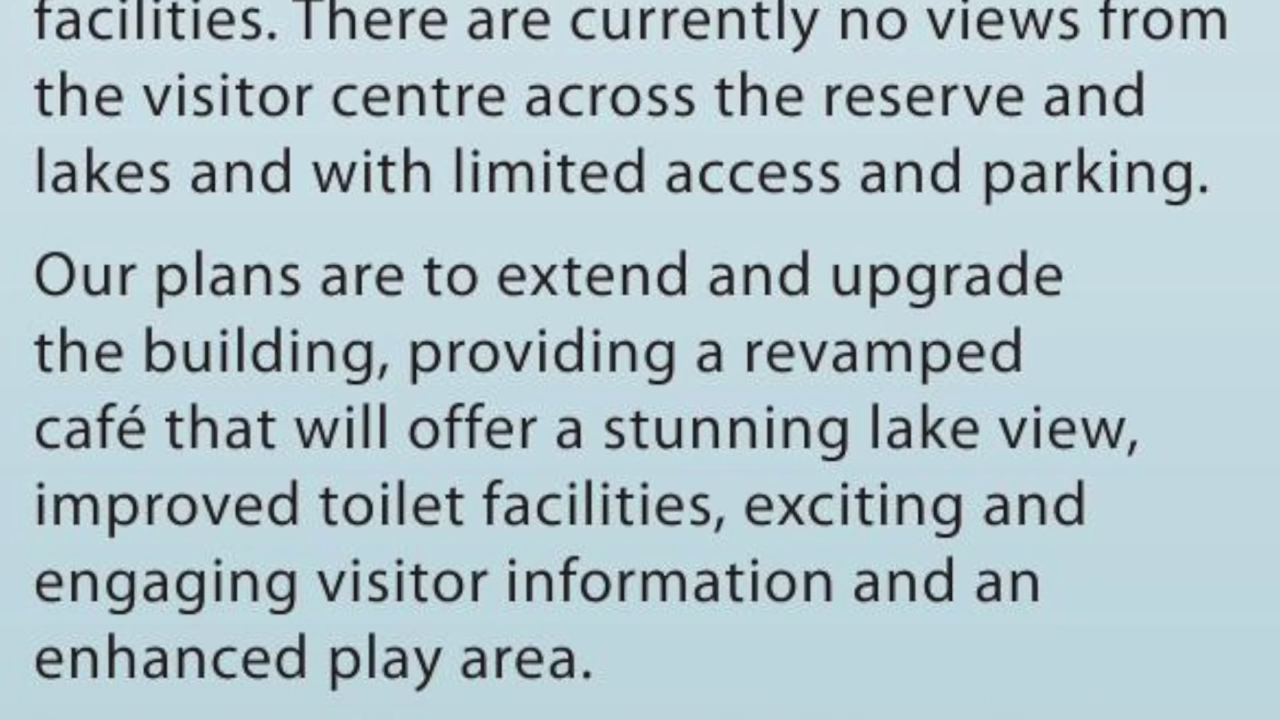 facilities. There are currently no views from
the visitor centre across the reserve and
lakes and with limited access and parking.
Our plans are to extend and upgrade
the building, providing a revamped
café that will offer a stunning lake view,
improved toilet facilities, exciting and
engaging visitor information and an
enhanced play area.